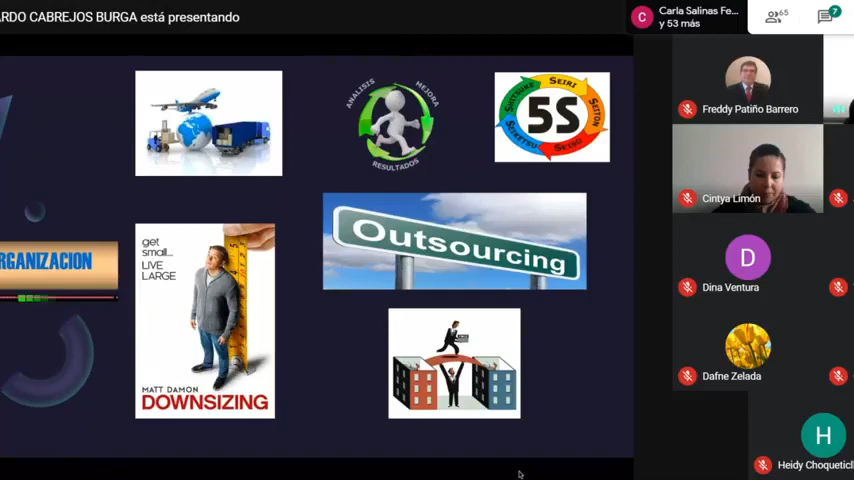 ARDO CABREJOS BURGA está presentando
Carla Salinas Fe...
y 53 más
65
7
C
ANALISIS
MEJORA
RESULTADOS
SEIRI
SEITON
SEISO
SEIKETSU
SHITSUKE
5S
Freddy Patiño Barrero
Cintya Limón
Outsourcing
RGANIZACION
get
small...
LIVE
LARGE
MATT DAMON
DOWNSIZING
D
Dina Ventura
Dafne Zelada
H
Heidy Choqueticll